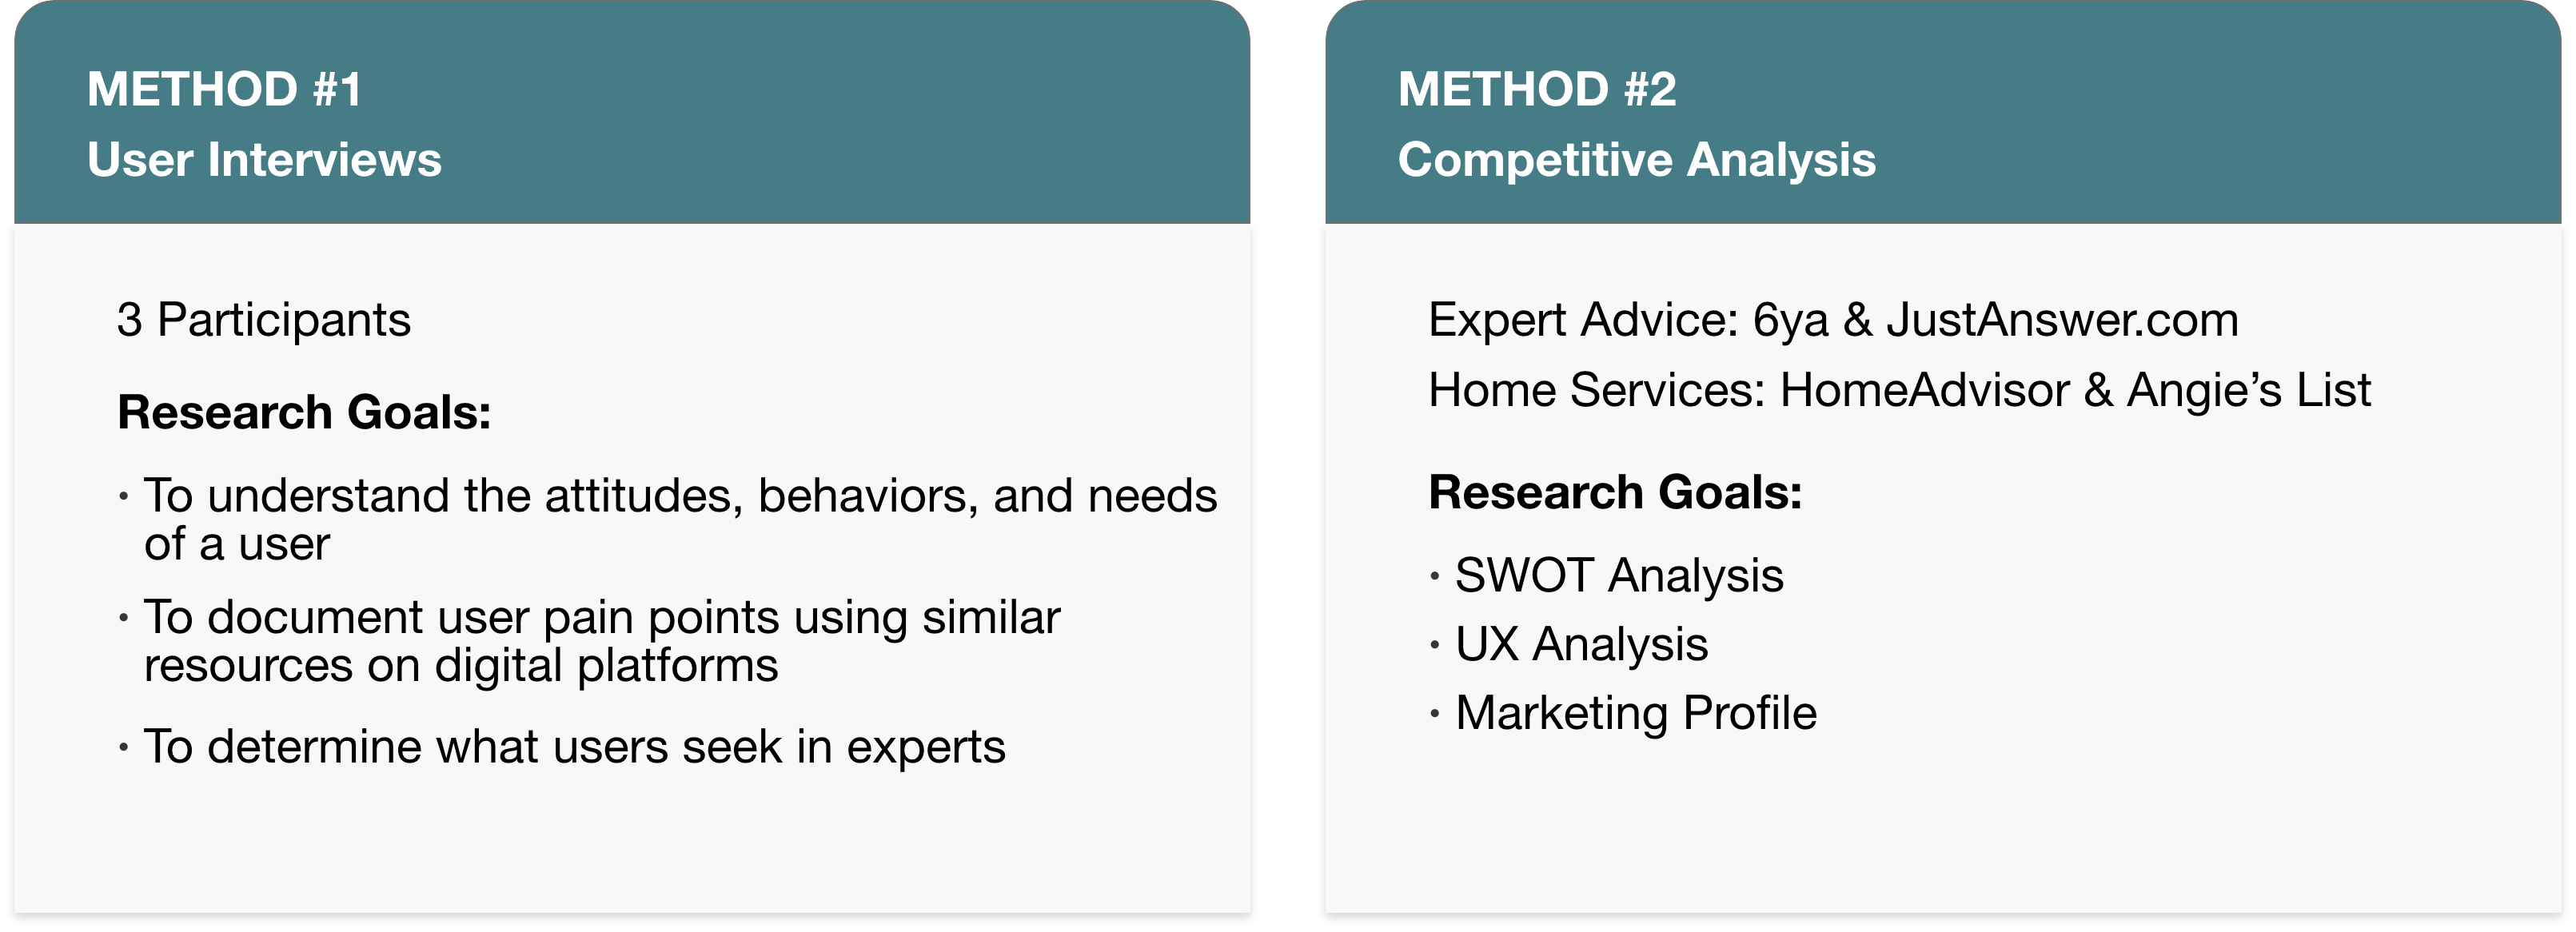 METHOD #1
User Interviews
3 Participants
Research Goals:
• To understand the attitudes, behaviors, and needs
of a user
• To document user pain points using similar
resources on digital platforms
• To determine what users seek in experts
METHOD #2
Competitive Analysis
Expert Advice: 6ya & JustAnswer.com
Home Services: HomeAdvisor & Angie’s List
Research Goals:
• SWOT Analysis
• UX Analysis
• Marketing Profile